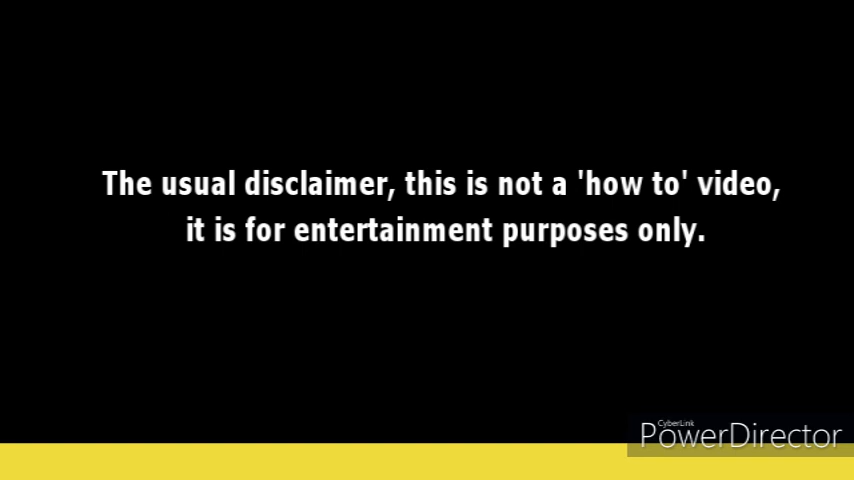 The usual disclaimer, this is not a 'how to' video,
it is for entertainment purposes only.
CyberLink
PowerDirector